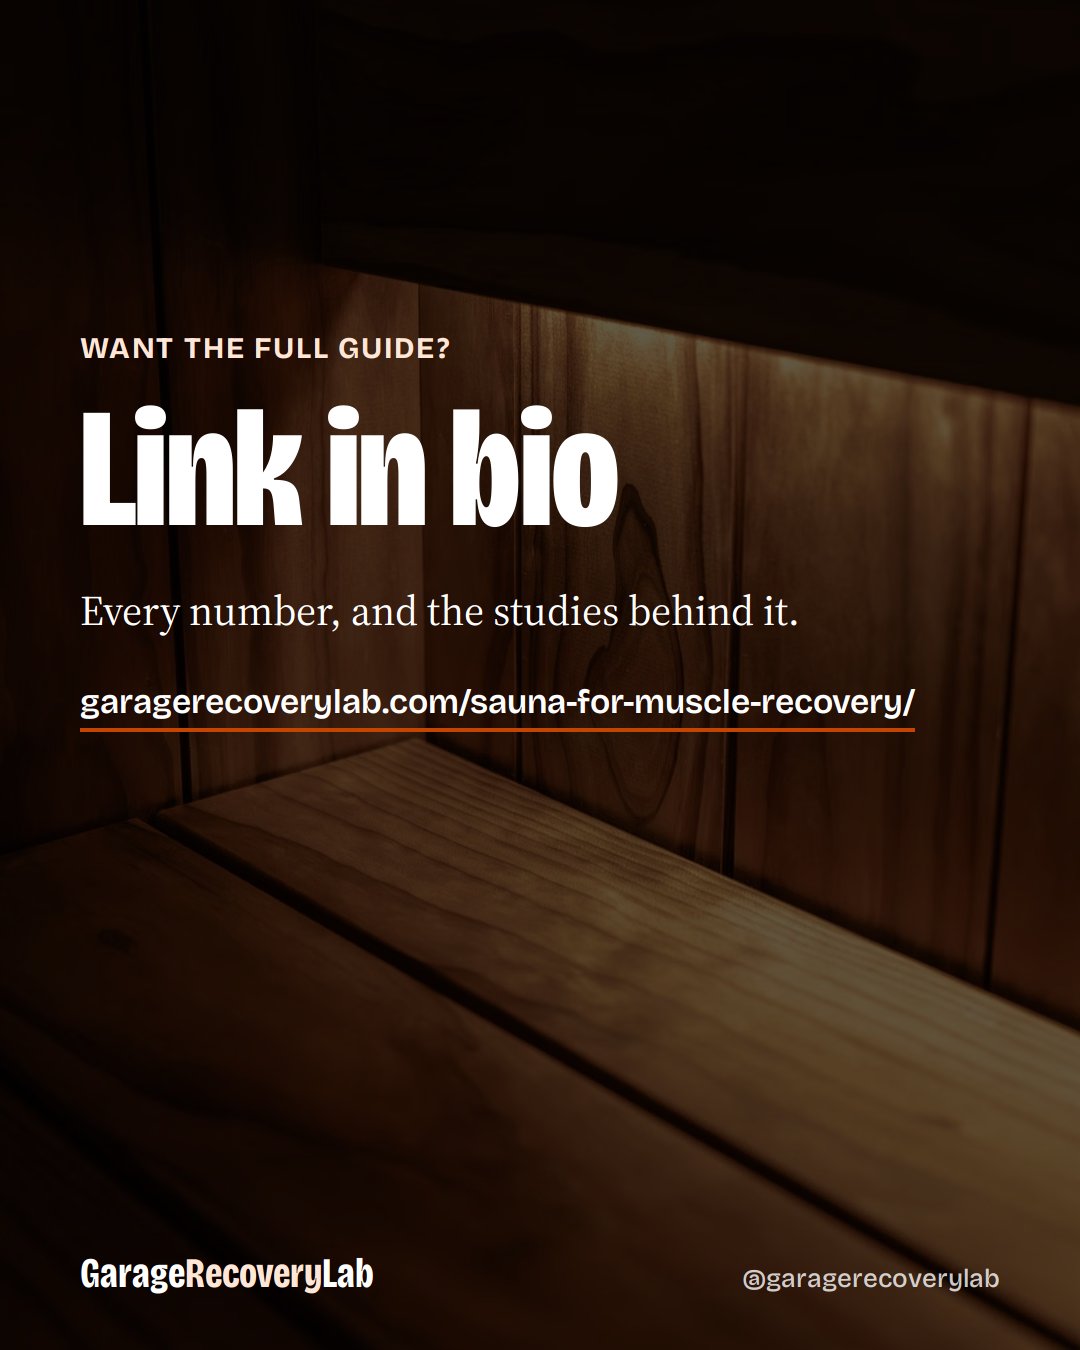 WANT THE FULL GUIDE?
Link in bio
Every number, and the studies behind it.
garagerecoverylab.com/sauna-for-muscle-recovery/
GarageRecoveryLab
@garagerecoverylab